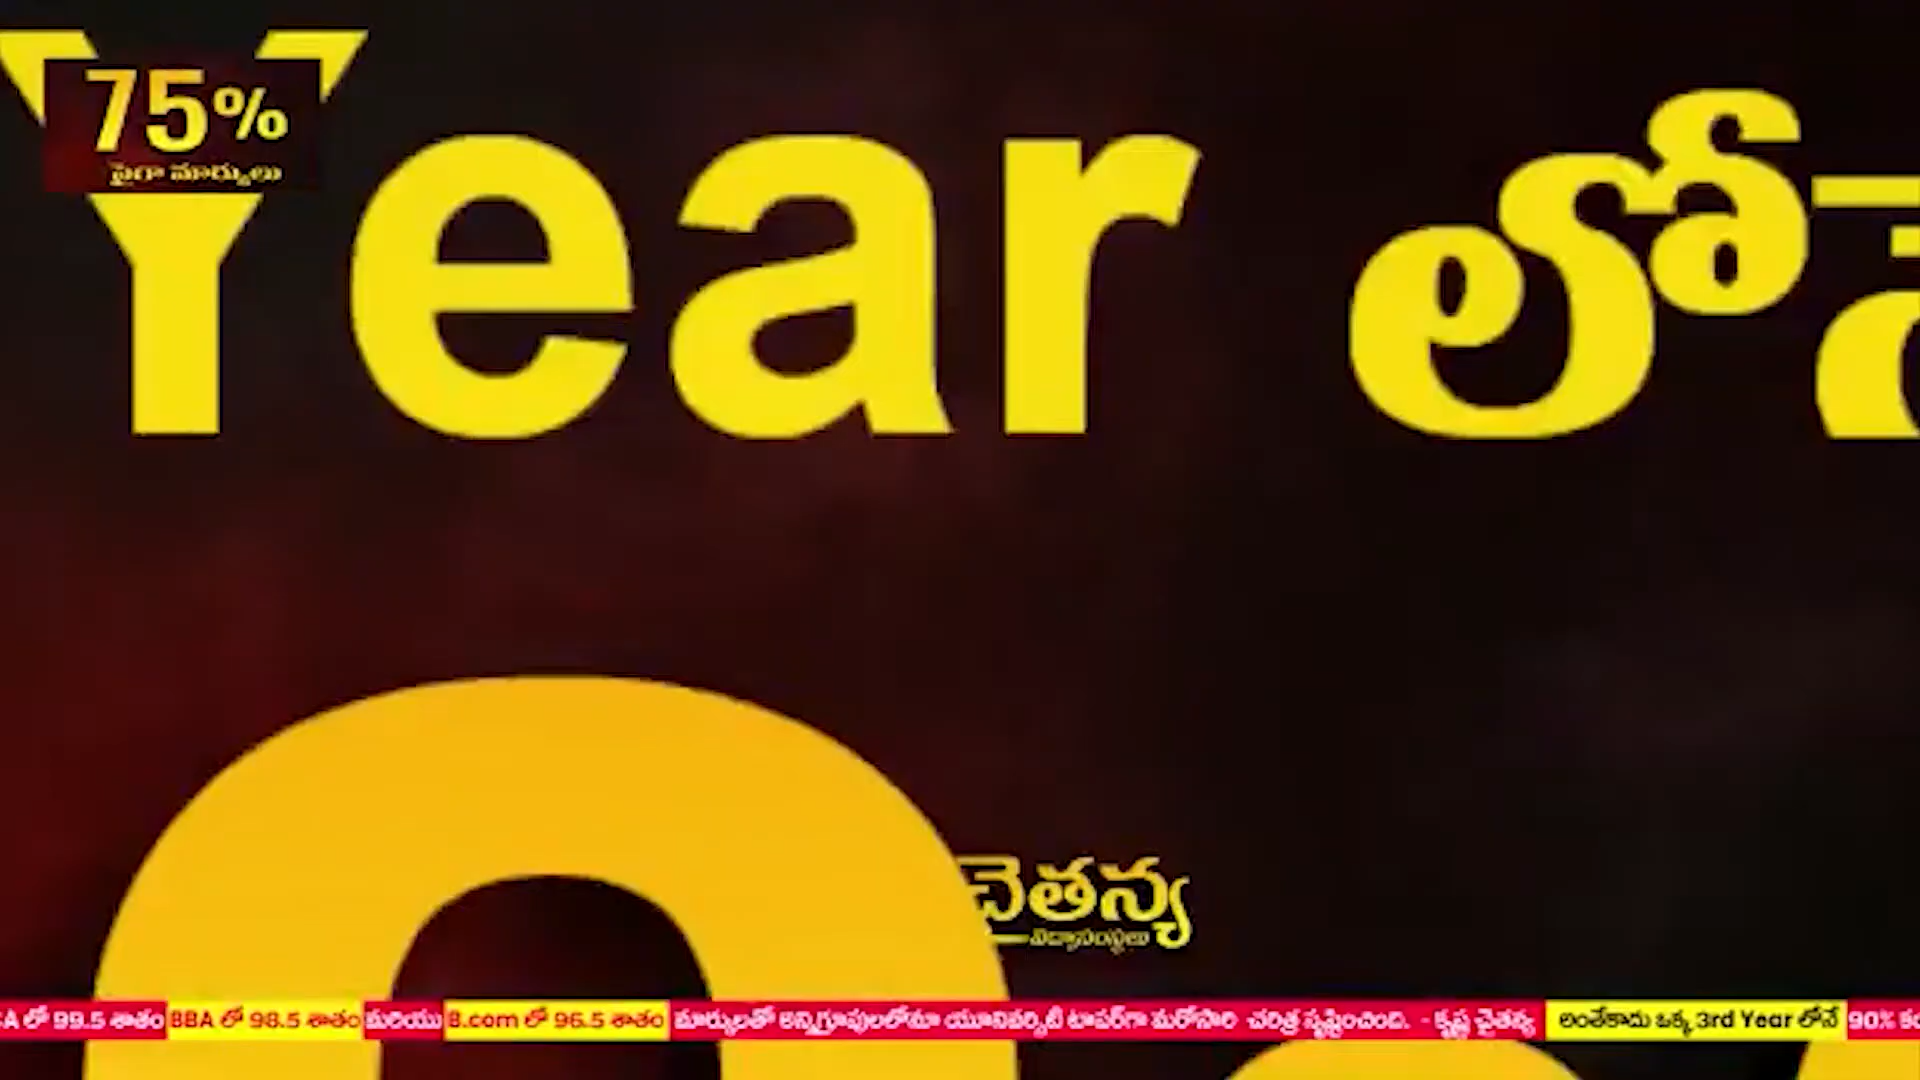 75%
పైగా మార్కులు
Year లో
చైతన్య
విద్యాసంస్థలు
లో 99.5 శాతం BBA లో 98.5 శాతం మరియు B.com లో 96.5 శాతం మార్కులతో అన్నిగ్రూపులలోనూ యూనివర్సిటీ టాపర్‌గా మరోసారి చరిత్ర సృష్టించింది. - కృష్ణ చైతన్య అంతేకాదు ఒక్క 3rd Year లోనే 90%